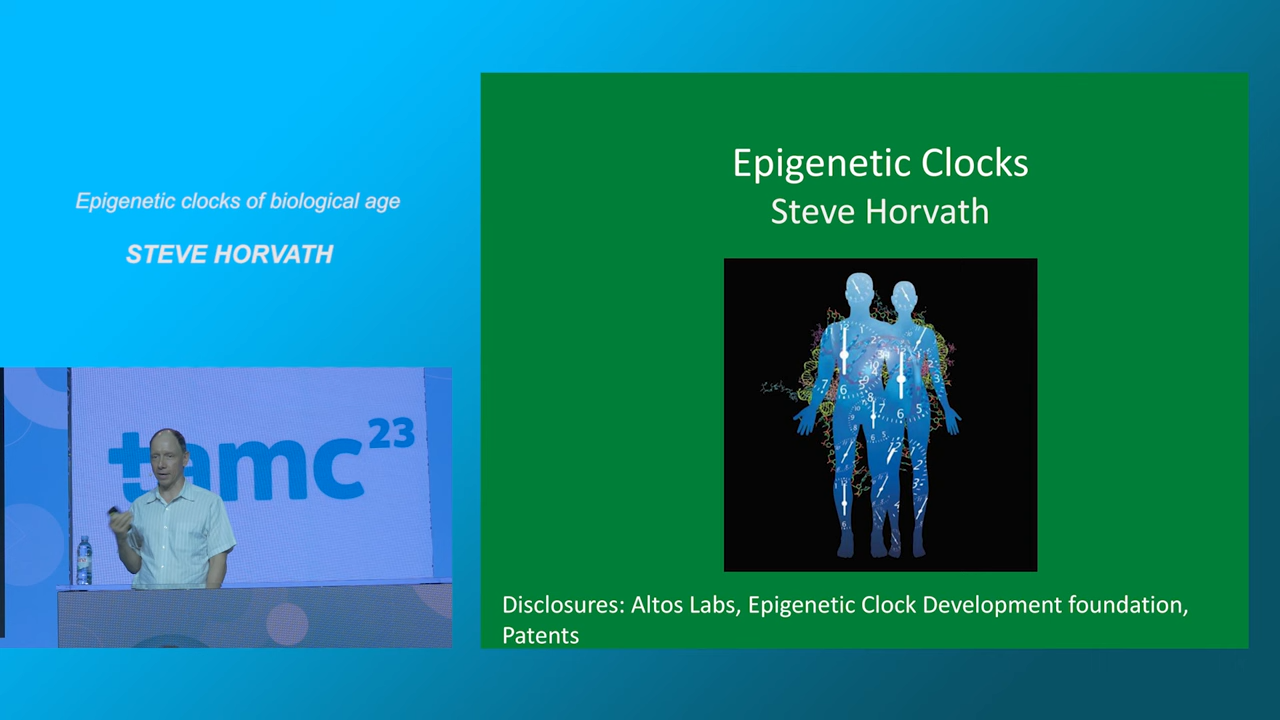 Epigenetic clocks of biological age
STEVE HORVATH
tamc23
Epigenetic Clocks
Steve Horvath
Disclosures: Altos Labs, Epigenetic Clock Development foundation,
Patents